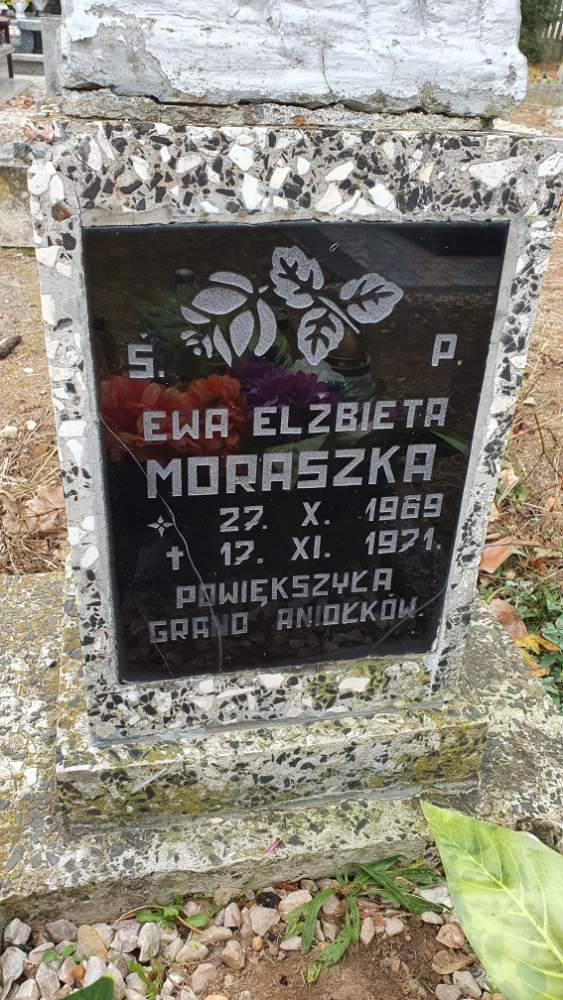 Ś. P.
EWA ELŻBIETA
MORASZKA
27. X. 1969
† 17. XI. 1971.
POWIĘKSZYŁA
GRONO ANIOŁKÓW